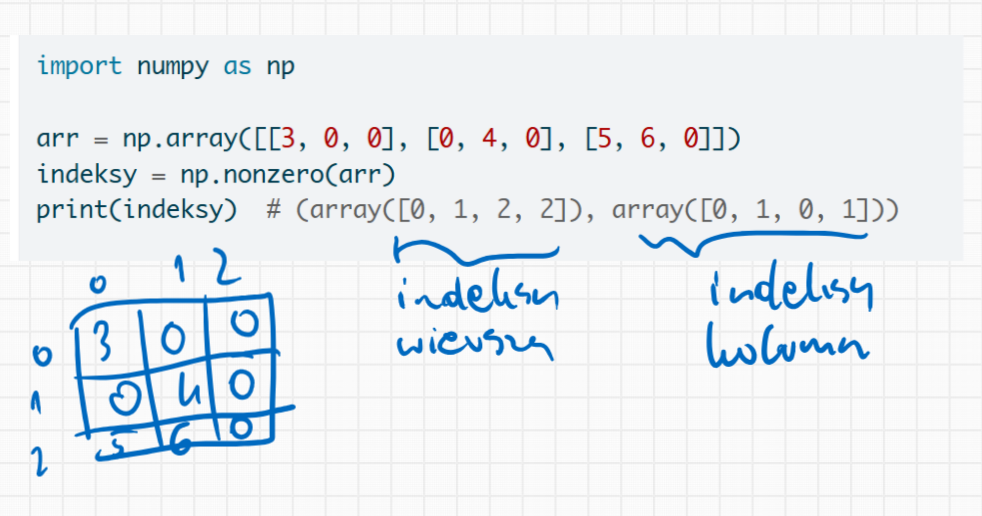 import numpy as np
arr = np.array([[3, 0, 0], [0, 4, 0], [5, 6, 0]])
indeksy = np.nonzero(arr)
print(indeksy)  # (array([0, 1, 2, 2]), array([0, 1, 0, 1]))
0 1 2
0 3 0 0
1 0 4 0
2 5 6 0
indeksy
wierszy
indeksy
kolumn